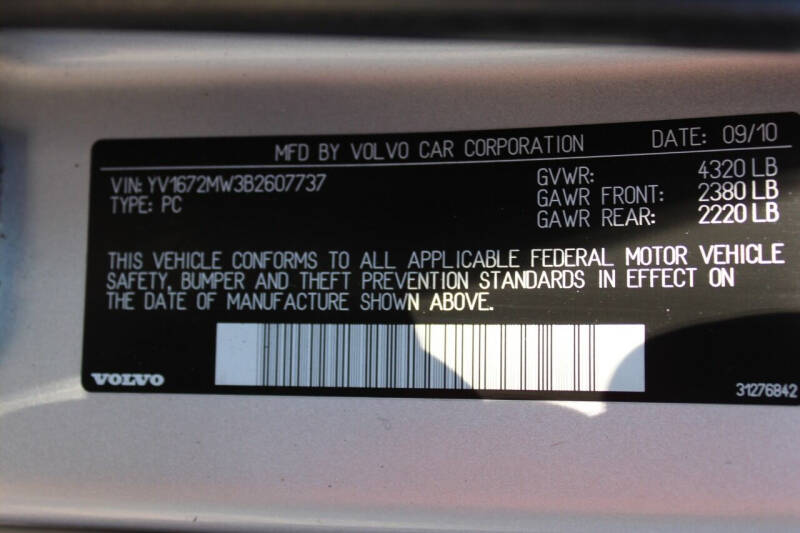 MFD BY VOLVO CAR CORPORATION DATE: 09/10
VIN: YV1672MW3B2607737 GVWR: 4320 LB
TYPE: PC GAWR FRONT: 2380 LB
GAWR REAR: 2220 LB
THIS VEHICLE CONFORMS TO ALL APPLICABLE FEDERAL MOTOR VEHICLE
SAFETY, BUMPER AND THEFT PREVENTION STANDARDS IN EFFECT ON
THE DATE OF MANUFACTURE SHOWN ABOVE.
VOLVO 31276842